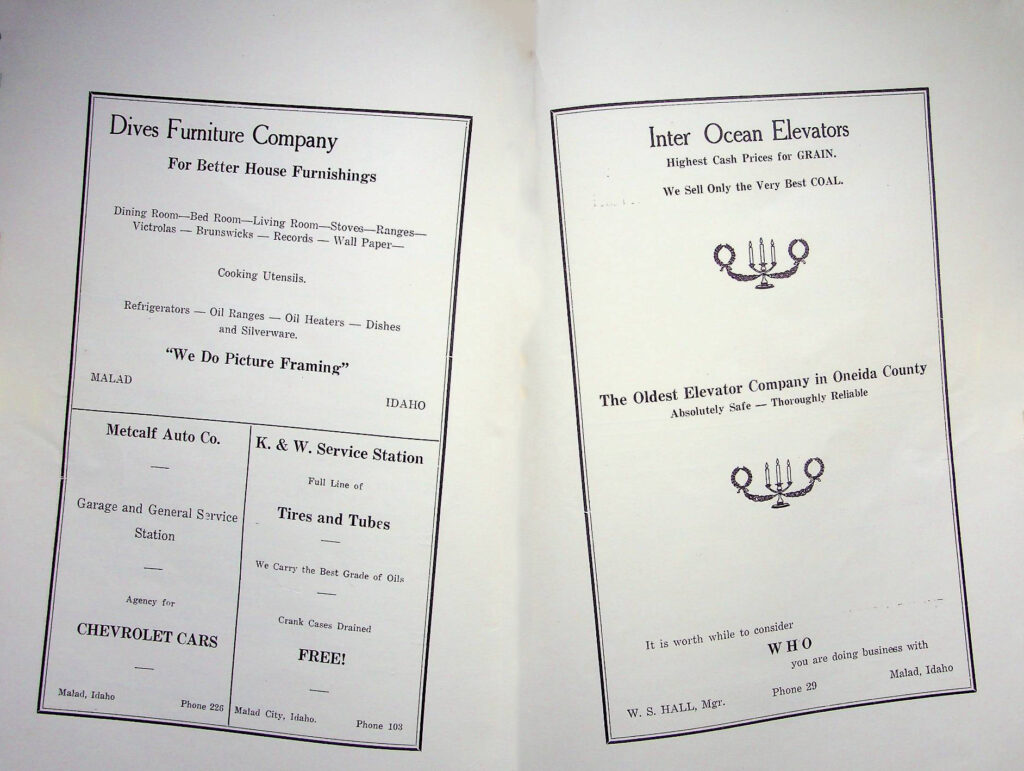 Dives Furniture Company
For Better House Furnishings
Dining Room—Bed Room—Living Room—Stoves—Ranges—
Victrolas — Brunswicks — Records — Wall Paper—
Cooking Utensils.
Refrigerators — Oil Ranges — Oil Heaters — Dishes
and Silverware.
"We Do Picture Framing"
MALAD
IDAHO
Metcalf Auto Co.
Garage and General Service
Station
Agency for
CHEVROLET CARS
Malad, Idaho
Phone 226
K. & W. Service Station
Full Line of
Tires and Tubes
We Carry the Best Grade of Oils
Crank Cases Drained
FREE!
Malad City, Idaho.
Phone 103
Inter Ocean Elevators
Highest Cash Prices for GRAIN.
We Sell Only the Very Best COAL.
The Oldest Elevator Company in Oneida County
Absolutely Safe — Thoroughly Reliable
It is worth while to consider
WHO
you are doing business with
W. S. HALL, Mgr.
Phone 29
Malad, Idaho